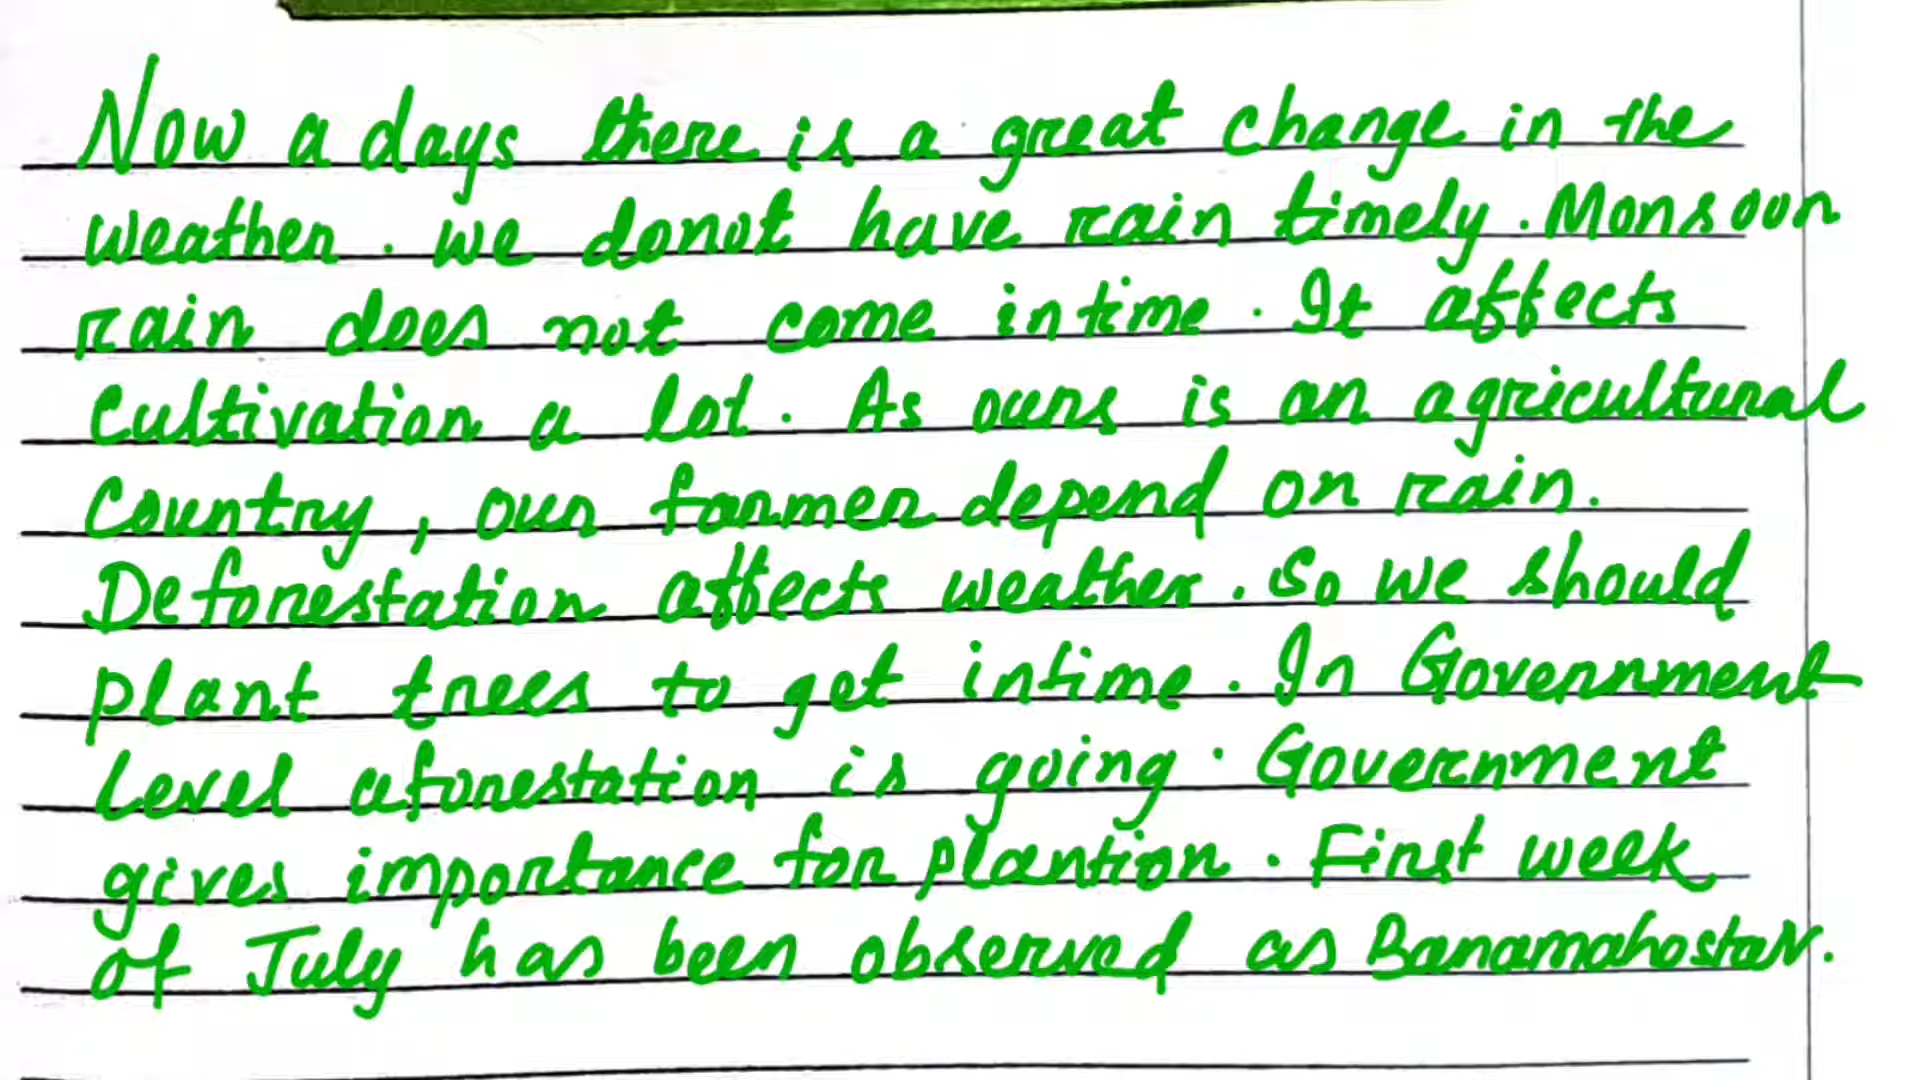 Now a days there is a great change in the
weather. we donot have rain timely. Monsoon
rain does not come intime. It affects
Cultivation a lot. As ours is an agricultural
Country, our farmer depend on rain.
Deforestation affects weather. So we should
plant trees to get intime. In Government
Level aforestation is going. Government
gives importance for plantion. First week
of July has been observed as Banamahostav.